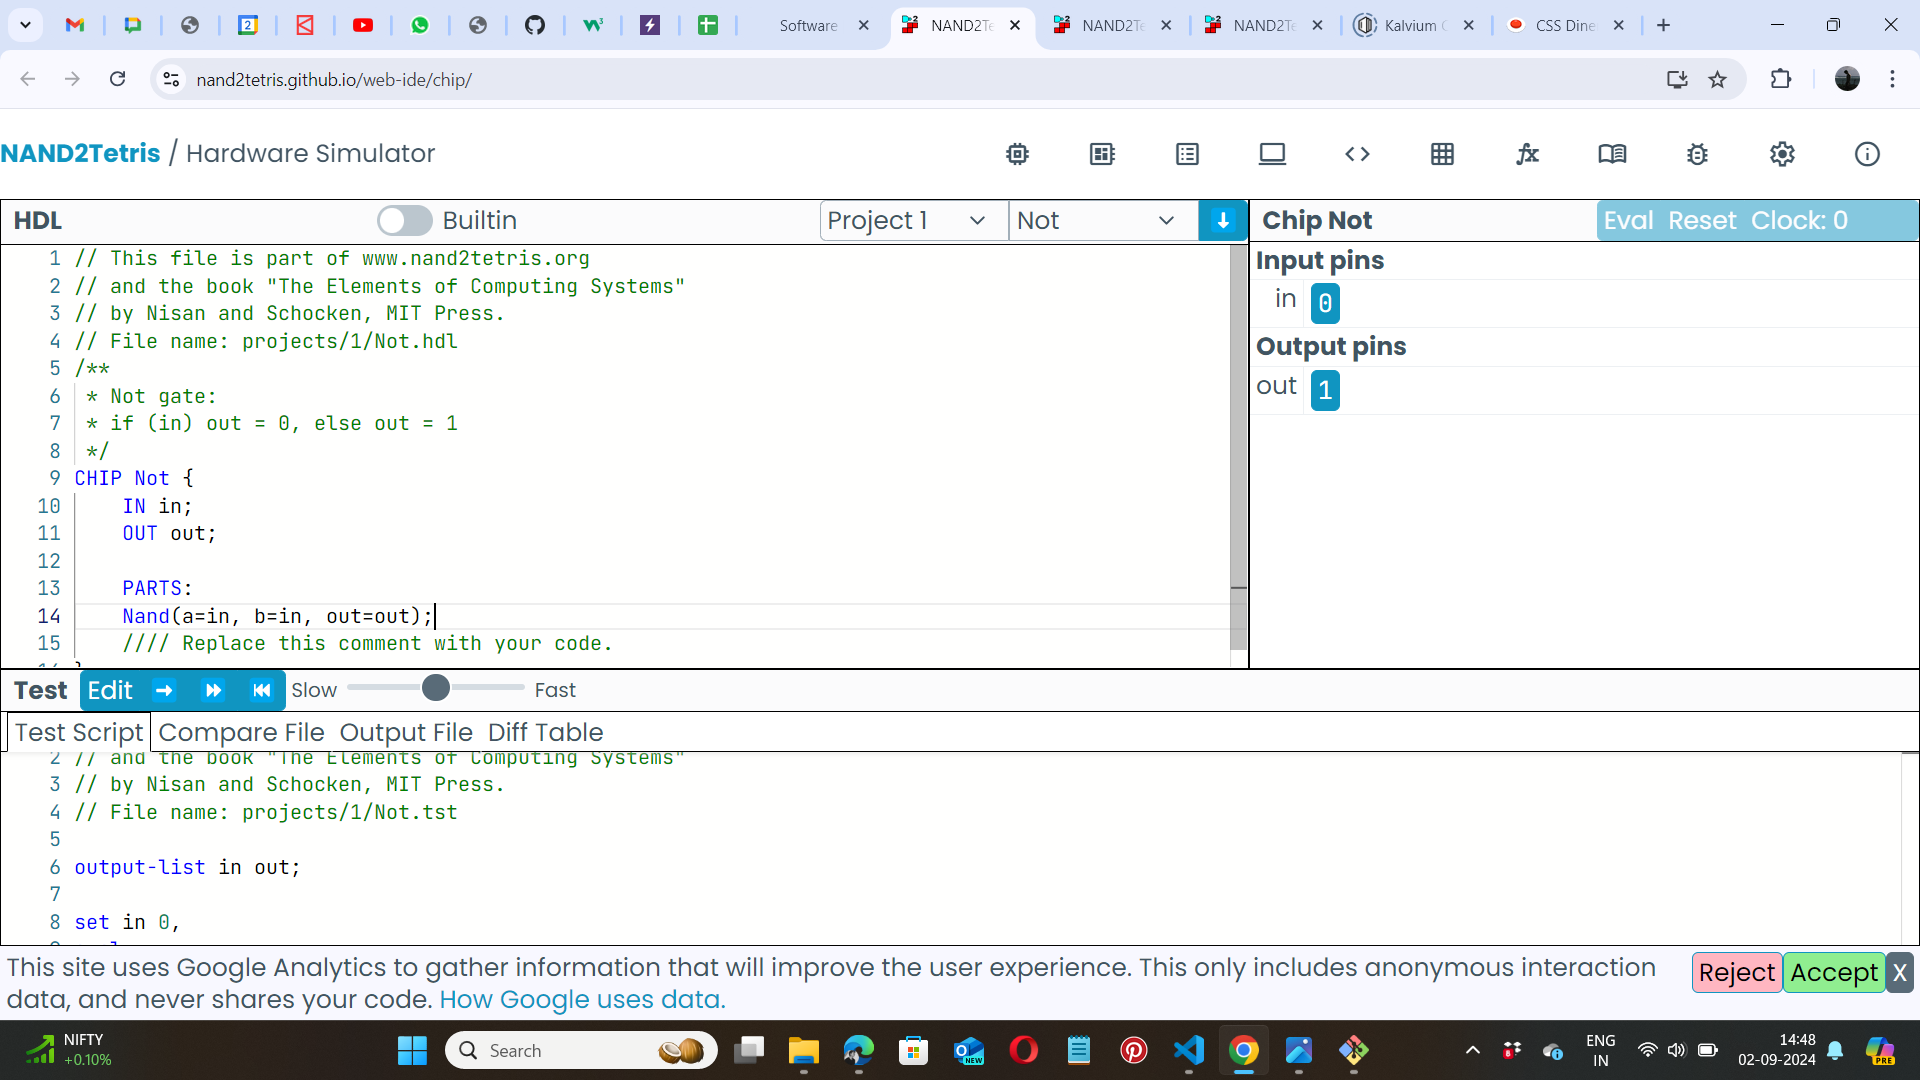 Software
NAND2Te
NAND2Te
NAND2Te
Kalvium C
CSS Dine
nand2tetris.github.io/web-ide/chip/
NAND2Tetris / Hardware Simulator
HDL
Builtin
Project 1
Not
Chip Not
Eval Reset Clock: 0
1 // This file is part of www.nand2tetris.org
2 // and the book "The Elements of Computing Systems"
3 // by Nisan and Schocken, MIT Press.
4 // File name: projects/1/Not.hdl
5 /**
6 * Not gate:
7 * if (in) out = 0, else out = 1
8 */
9 CHIP Not {
10 IN in;
11 OUT out;
12
13 PARTS:
14 Nand(a=in, b=in, out=out);
15 //// Replace this comment with your code.
Input pins
in 0
Output pins
out 1
Test Edit Slow Fast
Test Script Compare File Output File Diff Table
2 // and the book "The Elements of Computing Systems"
3 // by Nisan and Schocken, MIT Press.
4 // File name: projects/1/Not.tst
5
6 output-list in out;
7
8 set in 0,
This site uses Google Analytics to gather information that will improve the user experience. This only includes anonymous interaction
data, and never shares your code. How Google uses data.
Reject Accept X
NIFTY
+0.10%
Search
NEW
8
ENG
IN
14:48
02-09-2024
PRE